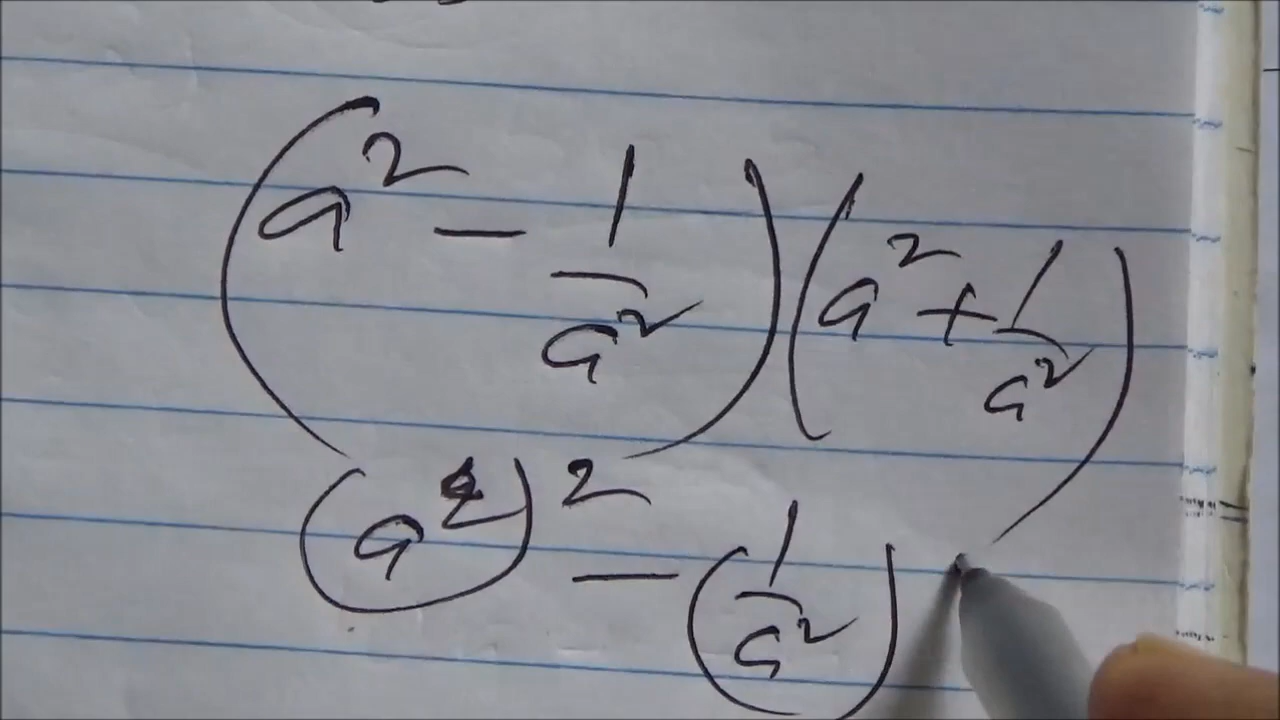 (a² - 1/a²)(a² + 1/a²)
(a²)² - (1/a²)